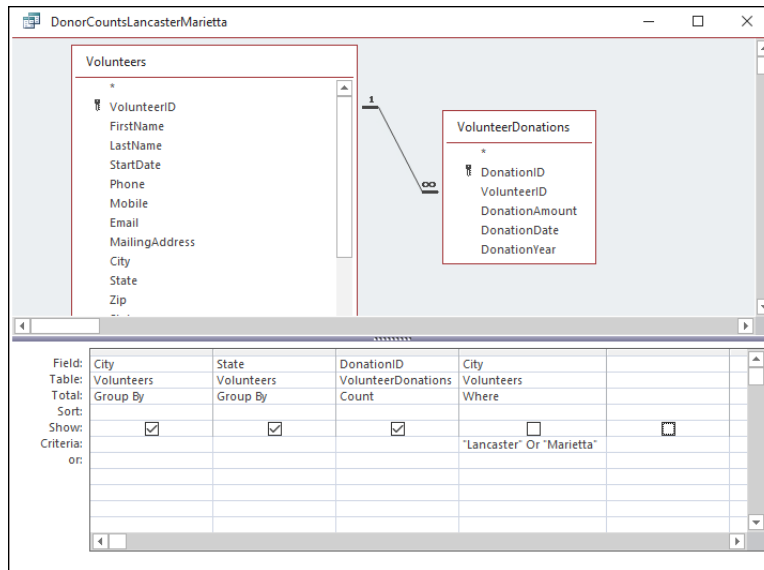 DonorCountsLancasterMarietta
Volunteers
*
VolunteerID
FirstName
LastName
StartDate
Phone
Mobile
Email
MailingAddress
City
State
Zip
1
∞
VolunteerDonations
*
DonationID
VolunteerID
DonationAmount
DonationDate
DonationYear
Field: City State DonationID City
Table: Volunteers Volunteers VolunteerDonations Volunteers
Total: Group By Group By Count Where
Sort:
Show:
Criteria: "Lancaster" Or "Marietta"
or: